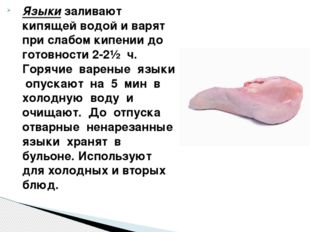 Языки заливают
кипящей водой и варят
при слабом кипении до
готовности 2-2½ ч.
Горячие вареные языки
опускают на 5 мин в
холодную воду и
очищают. До отпуска
отварные ненарезанные
языки хранят в
бульоне. Используют
для холодных и вторых
блюд.